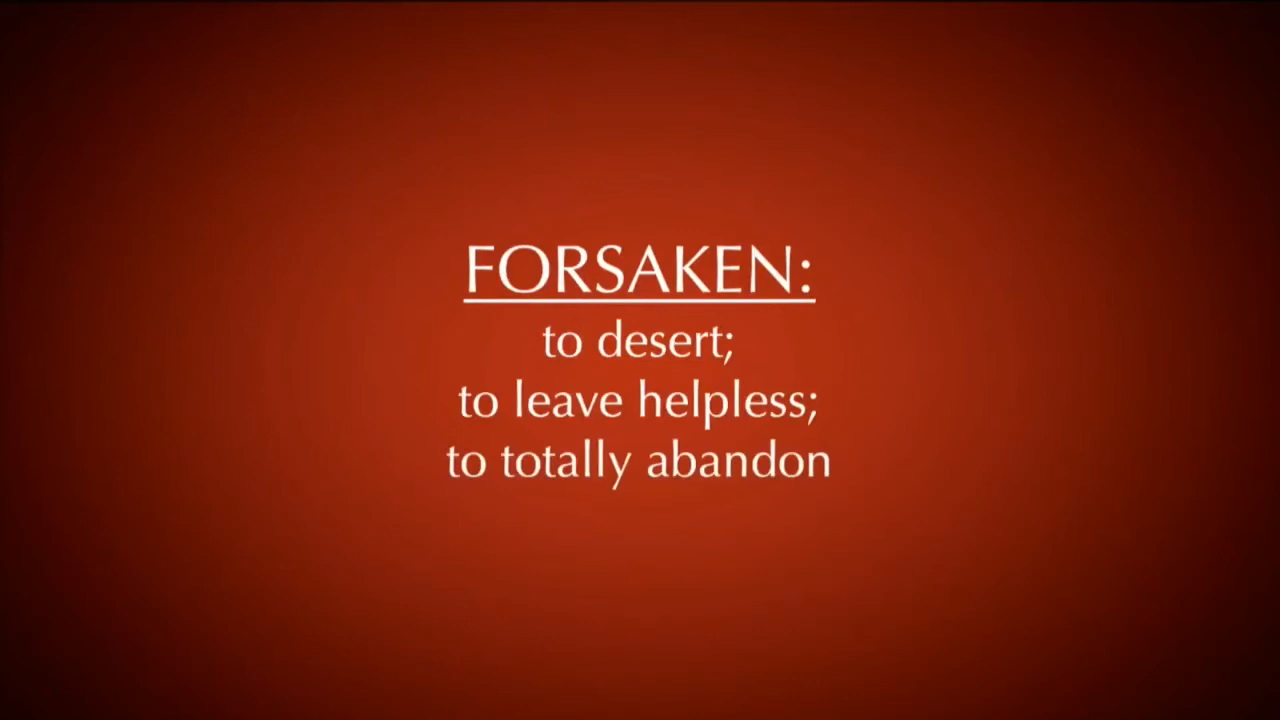 FORSAKEN:
to desert;
to leave helpless;
to totally abandon